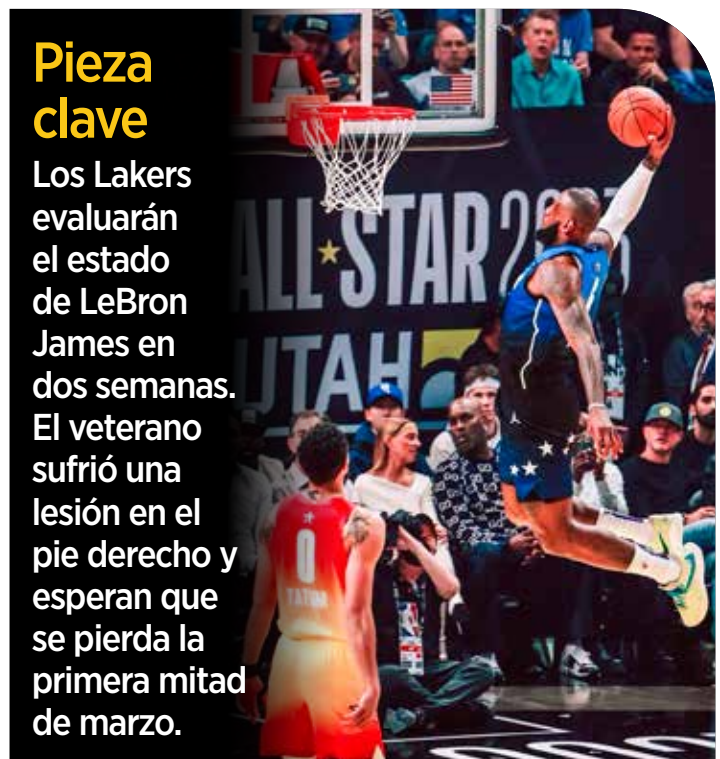 Pieza
clave
Los Lakers
evaluarán
el estado
de LeBron
James en
dos semanas.
El veterano
sufrió una
lesión en el
pie derecho y
esperan que
se pierda la
primera mitad
de marzo.
ALL STAR 2023
UTAH
0
TATUM